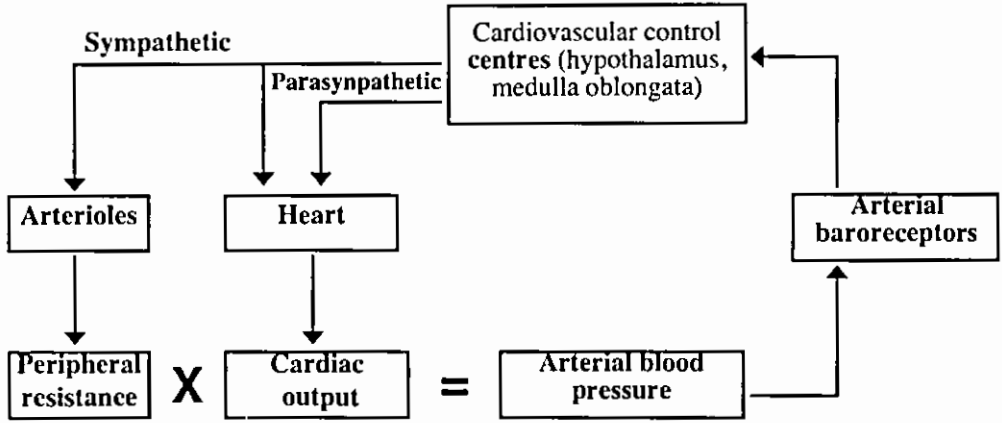 Sympathetic
Cardiovascular control
centres (hypothalamus,
medulla oblongata)
Parasynpathetic
Arterioles
Heart
Arterial
baroreceptors
Peripheral
resistance
X
Cardiac
output
=
Arterial blood
pressure